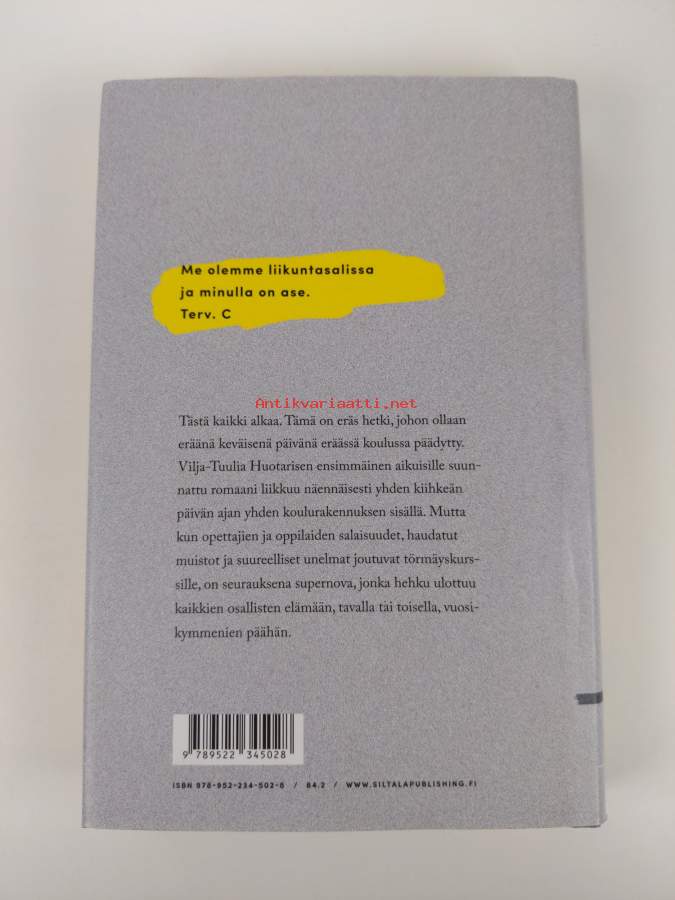 Me olemme liikuntasalissa
ja minulla on ase.
Terv. C
Antikvariaatti.net
Tästä kaikki alkaa. Tämä on eräs hetki, johon ollaan
eräänä keväisenä päivänä eräässä koulussa päädytty.
Vilja-Tuulia Huotarisen ensimmäinen aikuisille suun-
nattu romaani liikkuu näennäisesti yhden kiihkeän
päivän ajan yhden koulurakennuksen sisällä. Mutta
kun opettajien ja oppilaiden salaisuudet, haudatut
muistot ja suureelliset unelmat joutuvat törmäyskurs-
sille, on seurauksena supernova, jonka hehku ulottuu
kaikkien osallisten elämään, tavalla tai toisella, vuosi-
kymmenien päähän.
9 789522 345028
ISBN 978-952-234-502-8 / 84.2 / WWW.SILTALAPUBLISHING.FI